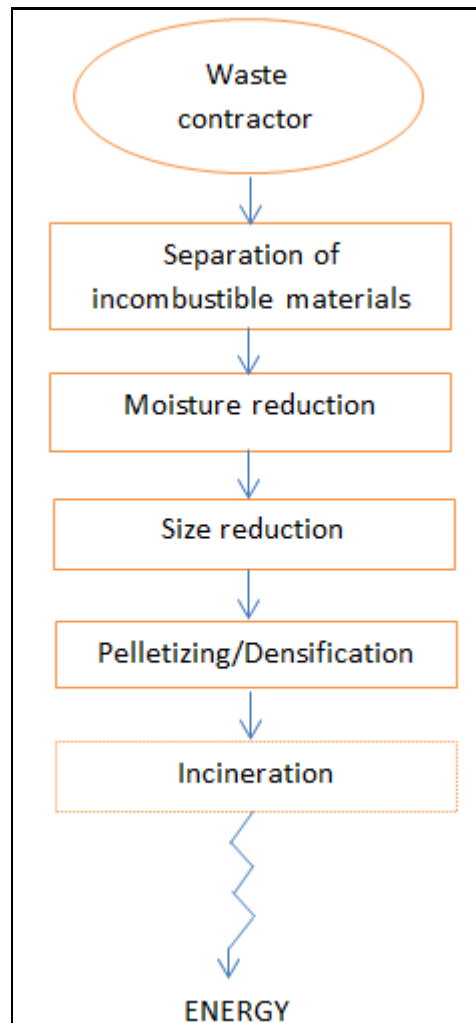 Waste
contractor
Separation of
incombustible materials
Moisture reduction
Size reduction
Pelletizing/Densification
Incineration
ENERGY